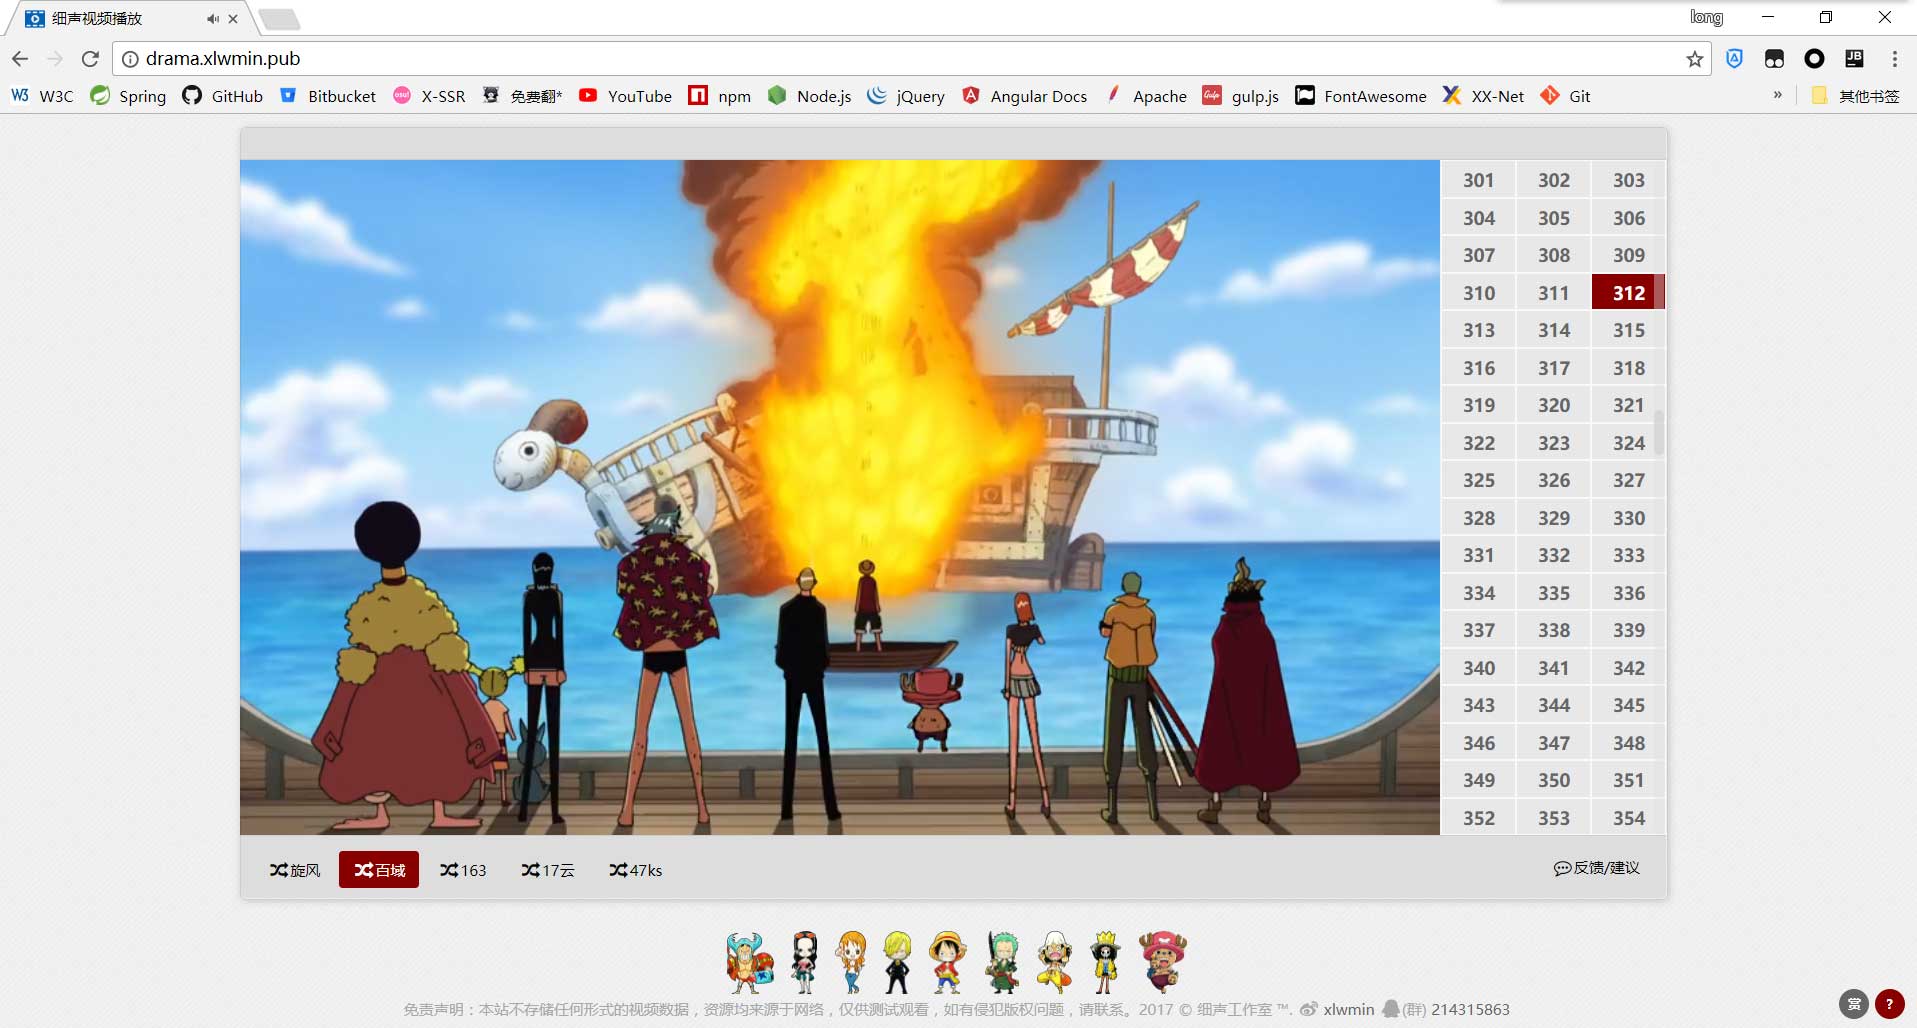 细声视频播放
long
drama.xlwmin.pub
W3C Spring GitHub Bitbucket X-SSR 免费翻* YouTube npm Node.js jQuery Angular Docs Apache gulp.js FontAwesome XX-Net Git » 其他书签
301 302 303
304 305 306
307 308 309
310 311 312
313 314 315
316 317 318
319 320 321
322 323 324
325 326 327
328 329 330
331 332 333
334 335 336
337 338 339
340 341 342
343 344 345
346 347 348
349 350 351
352 353 354
旋风 百域 163 17云 47ks 反馈/建议
免责声明：本站不存储任何形式的视频数据，资源均来源于网络，仅供测试观看，如有侵犯版权问题，请联系。2017 © 细声工作室 ™. xlwmin (群) 214315863
赏 ?